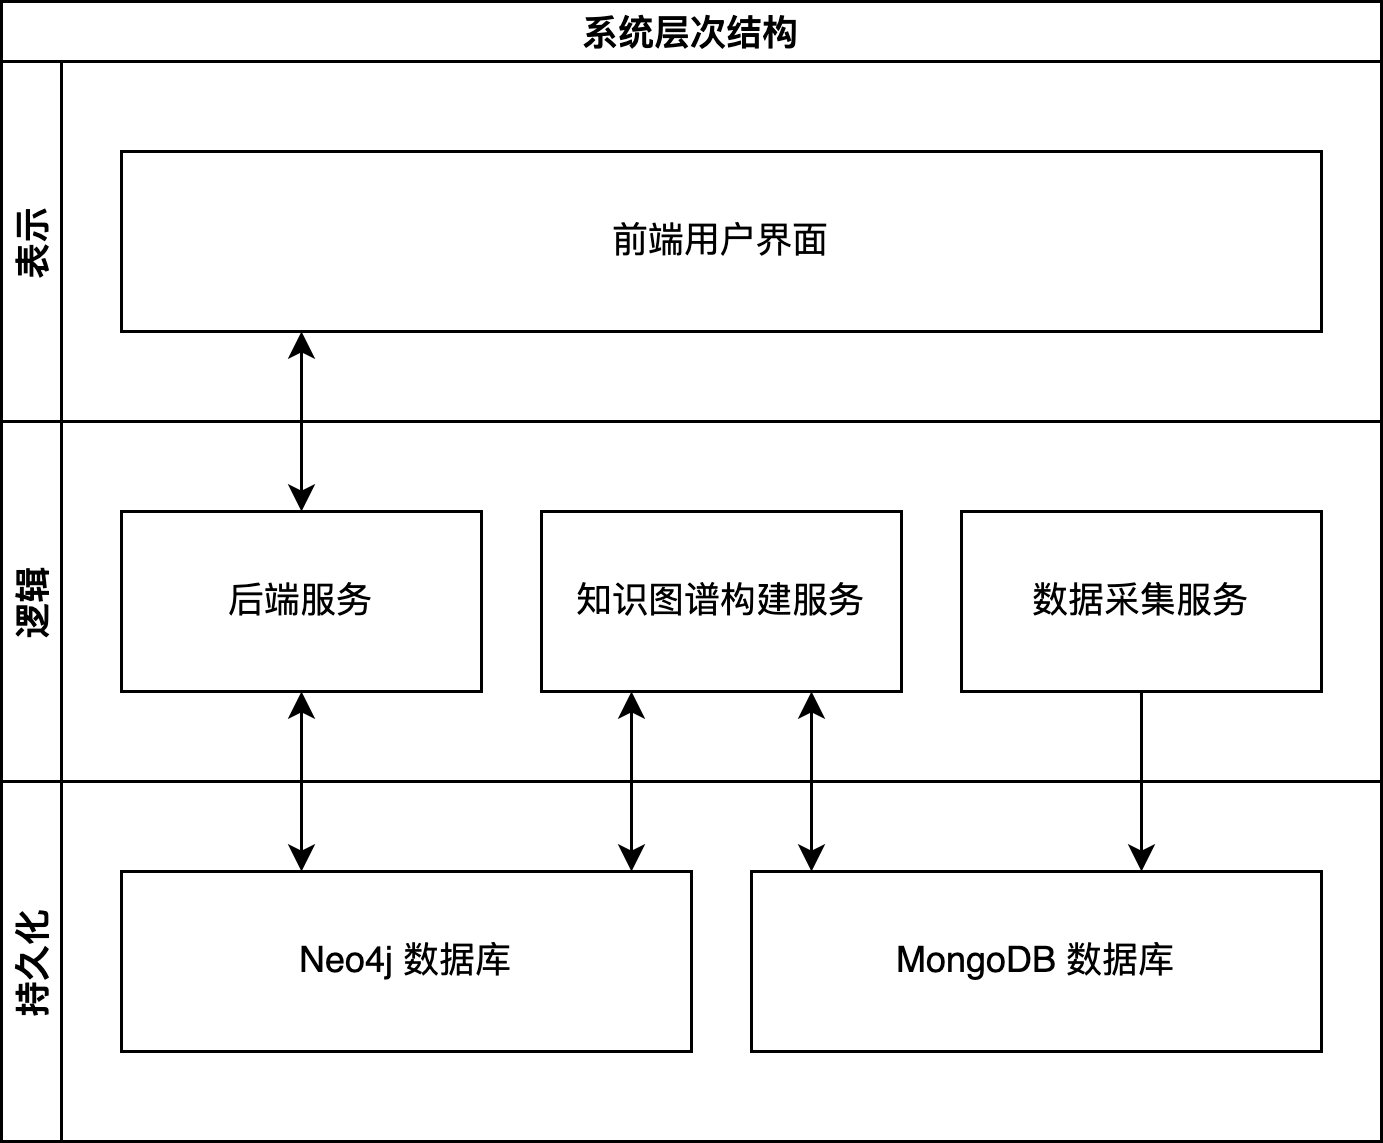 系统层次结构
表示
前端用户界面
逻辑
后端服务
知识图谱构建服务
数据采集服务
持久化
Neo4j 数据库
MongoDB 数据库